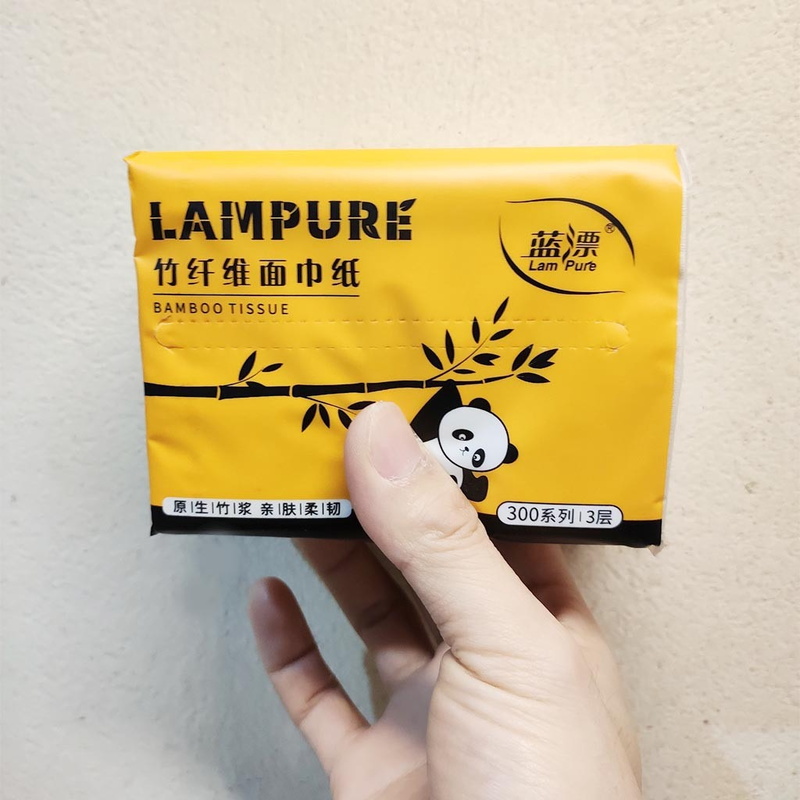 LAMPURE
竹纤维面巾纸
BAMBOO TISSUE
蓝漂®
Lam Pure
原|生|竹|浆 亲|肤|柔|韧
300系列|3层